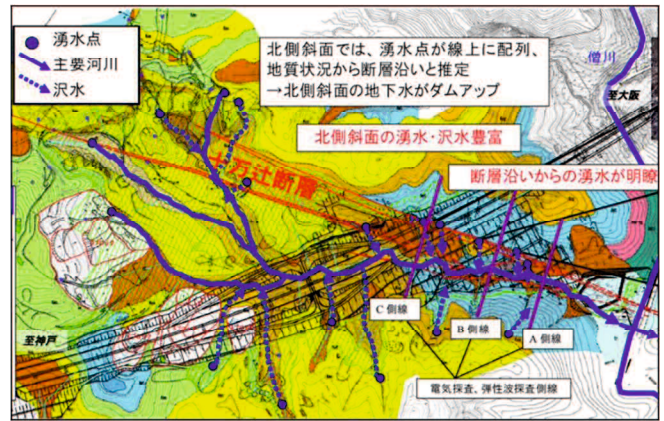 湧水点
主要河川
沢水
北側斜面では、湧水点が線上に配列、
地質状況から断層沿いと推定
→北側斜面の地下水がダムアップ
僧川
至大阪
北側斜面の湧水・沢水豊富
十万辻断層
断層沿いからの湧水が明瞭
C側線
B側線
A側線
至神戸
電気探査、弾性波探査側線